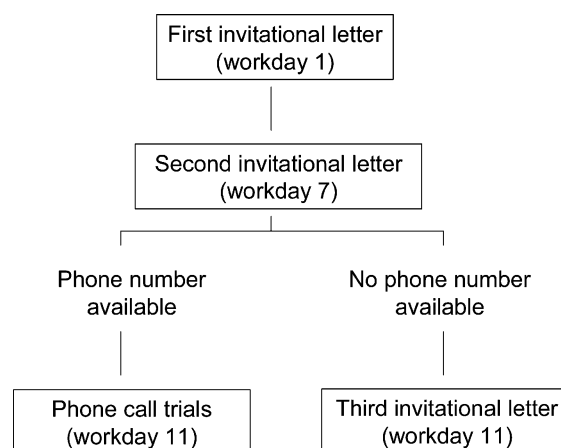 First invitational letter
(workday 1)
Second invitational letter
(workday 7)
Phone number
available
No phone number
available
Phone call trials
(workday 11)
Third invitational letter
(workday 11)